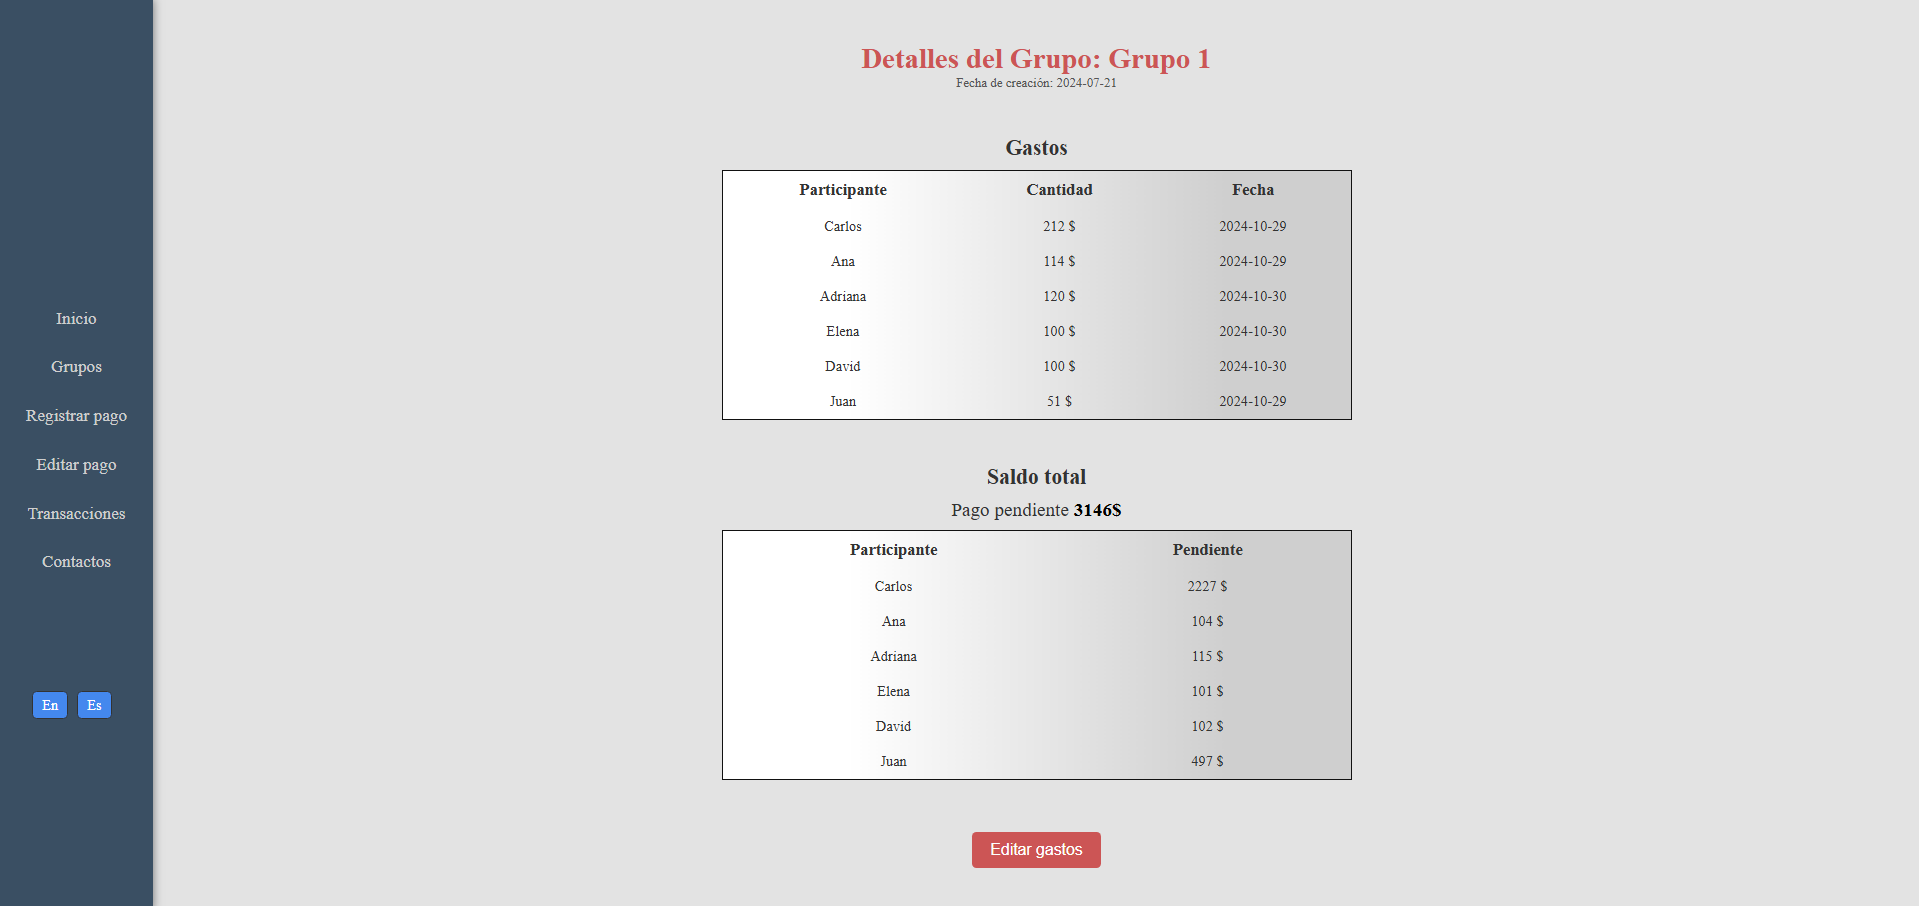 Inicio
Grupos
Registrar pago
Editar pago
Transacciones
Contactos
En Es
Detalles del Grupo: Grupo 1
Fecha de creación: 2024-07-21
Gastos
Participante Cantidad Fecha
Carlos 212 $ 2024-10-29
Ana 114 $ 2024-10-29
Adriana 120 $ 2024-10-30
Elena 100 $ 2024-10-30
David 100 $ 2024-10-30
Juan 51 $ 2024-10-29
Saldo total
Pago pendiente 3146$
Participante Pendiente
Carlos 2227 $
Ana 104 $
Adriana 115 $
Elena 101 $
David 102 $
Juan 497 $
Editar gastos